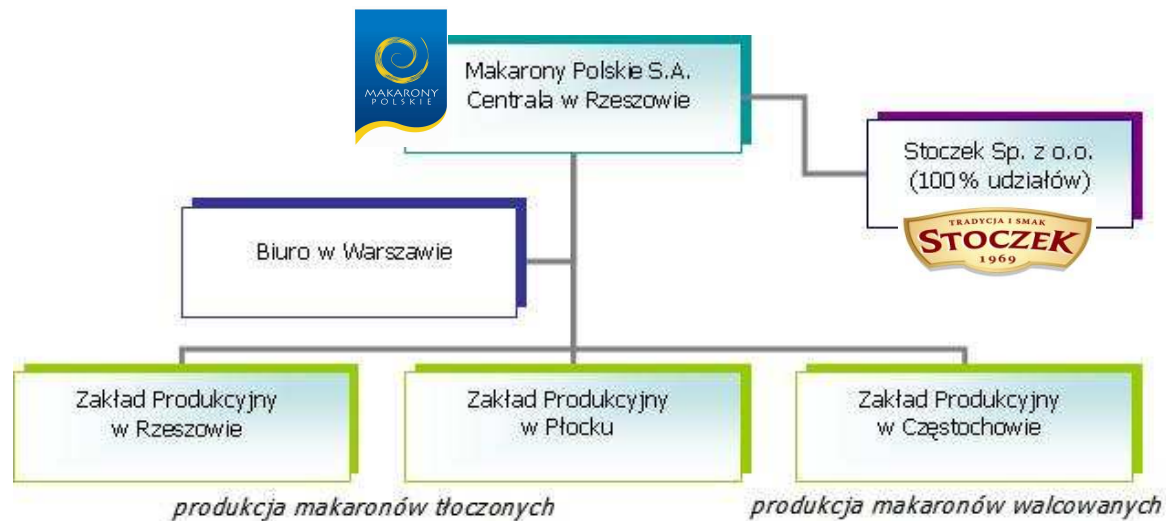 MAKARONY
POLSKIE
Makarony Polskie S.A.
Centrala w Rzeszowie
Stoczek Sp. z o.o.
(100% udziałów)
TRADYCJA I SMAK
STOCZEK
1969
Biuro w Warszawie
Zakład Produkcyjny
w Rzeszowie
Zakład Produkcyjny
w Płocku
Zakład Produkcyjny
w Częstochowie
produkcja makaronów tłoczonych
produkcja makaronów walcowanych